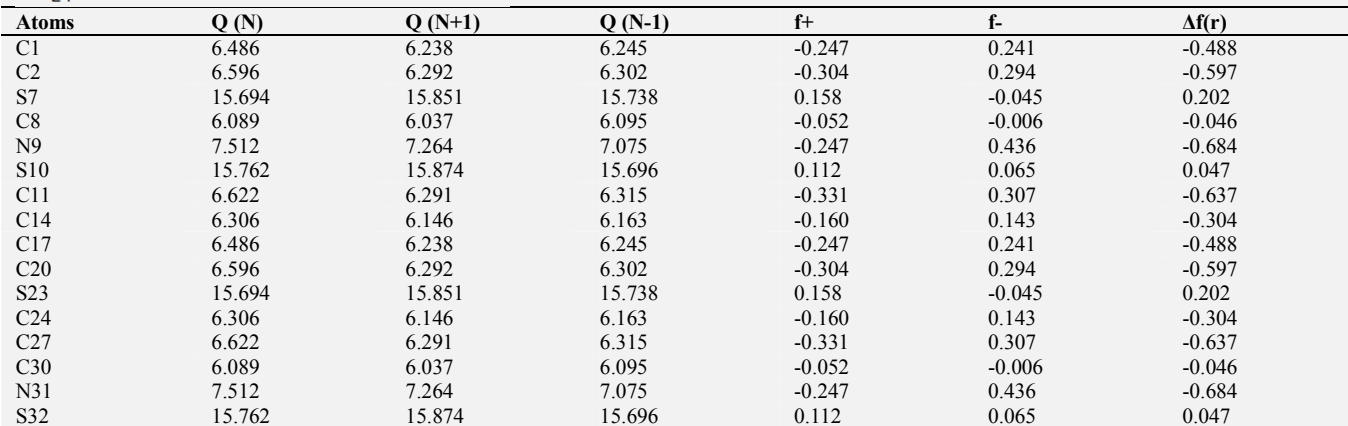 Atoms Q (N) Q (N+1) Q (N-1) f+ f- Δf(r)
C1 6.486 6.238 6.245 -0.247 0.241 -0.488
C2 6.596 6.292 6.302 -0.304 0.294 -0.597
S7 15.694 15.851 15.738 0.158 -0.045 0.202
C8 6.089 6.037 6.095 -0.052 -0.006 -0.046
N9 7.512 7.264 7.075 -0.247 0.436 -0.684
S10 15.762 15.874 15.696 0.112 0.065 0.047
C11 6.622 6.291 6.315 -0.331 0.307 -0.637
C14 6.306 6.146 6.163 -0.160 0.143 -0.304
C17 6.486 6.238 6.245 -0.247 0.241 -0.488
C20 6.596 6.292 6.302 -0.304 0.294 -0.597
S23 15.694 15.851 15.738 0.158 -0.045 0.202
C24 6.306 6.146 6.163 -0.160 0.143 -0.304
C27 6.622 6.291 6.315 -0.331 0.307 -0.637
C30 6.089 6.037 6.095 -0.052 -0.006 -0.046
N31 7.512 7.264 7.075 -0.247 0.436 -0.684
S32 15.762 15.874 15.696 0.112 0.065 0.047